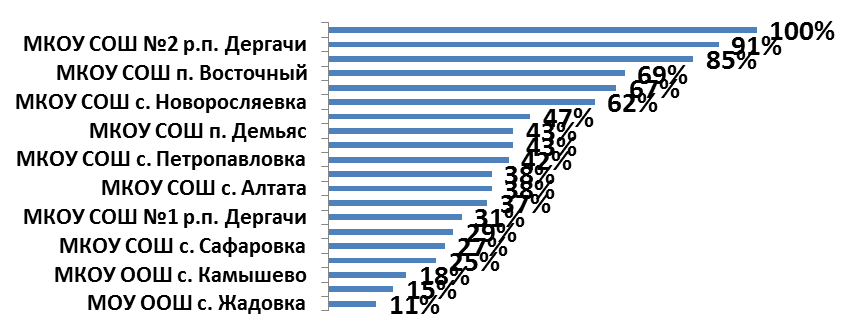 100%
МКОУ СОШ №2 р.п. Дергачи 91%
85%
МКОУ СОШ п. Восточный 69%
67%
МКОУ СОШ с. Новоросляевка 62%
47%
МКОУ СОШ п. Демьяс 43%
43%
МКОУ СОШ с. Петропавловка 42%
38%
МКОУ СОШ с. Алтата 38%
37%
МКОУ СОШ №1 р.п. Дергачи 31%
29%
МКОУ СОШ с. Сафаровка 27%
25%
МКОУ ООШ с. Камышево 18%
15%
МОУ ООШ с. Жадовка 11%